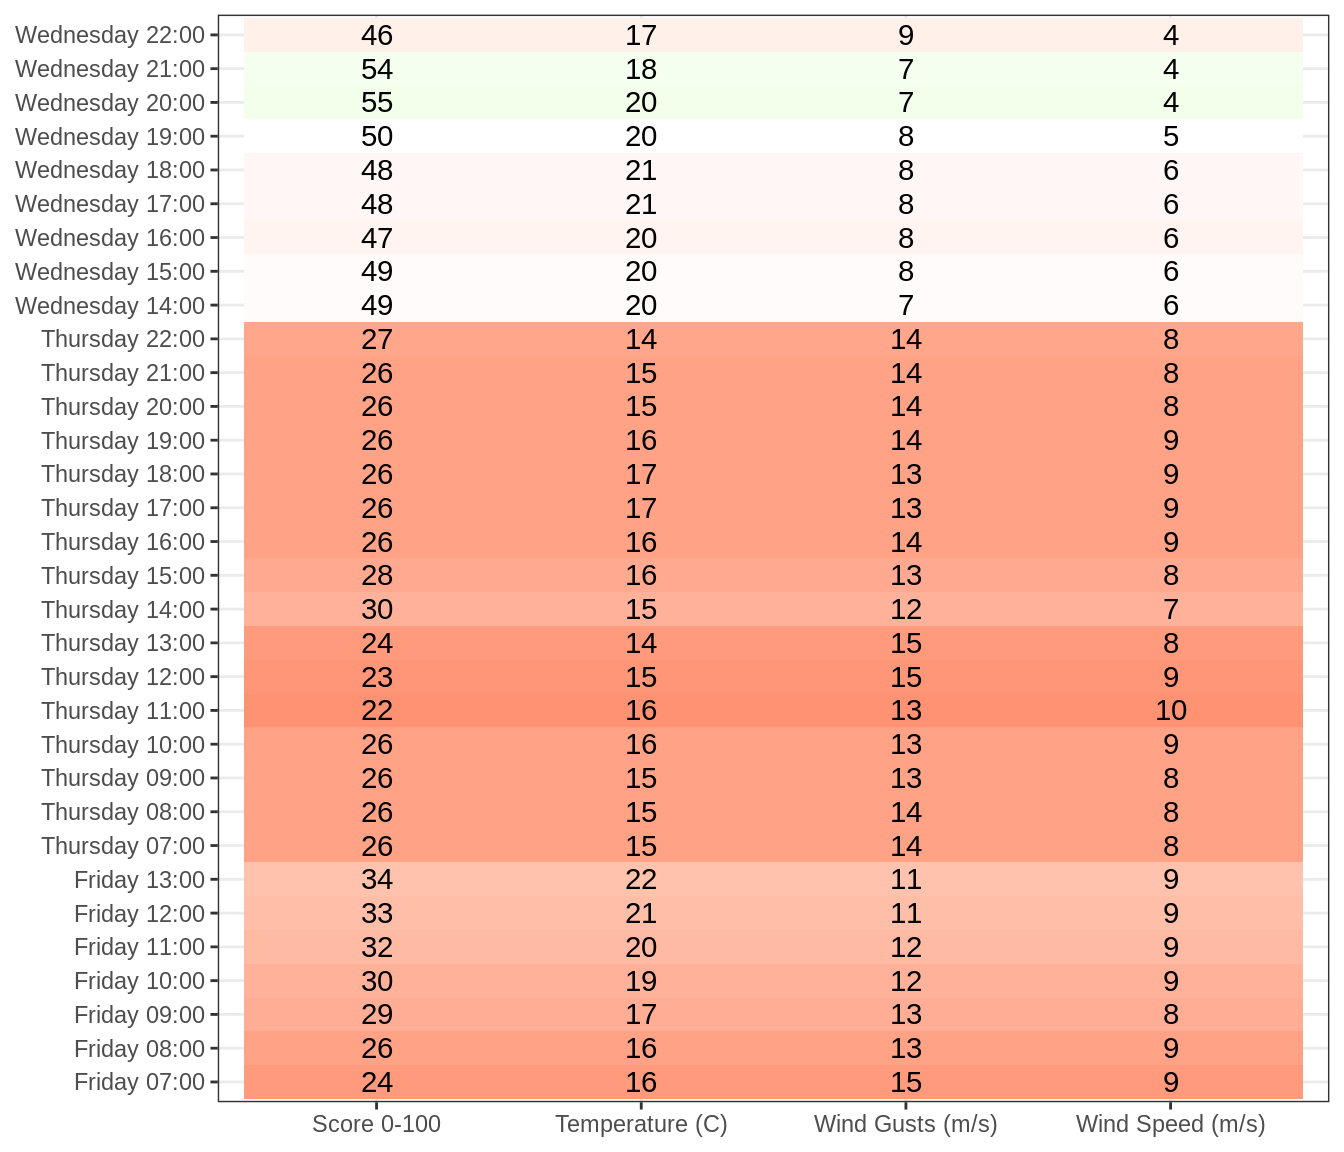 Wednesday 22:00 46 17 9 4
Wednesday 21:00 54 18 7 4
Wednesday 20:00 55 20 7 4
Wednesday 19:00 50 20 8 5
Wednesday 18:00 48 21 8 6
Wednesday 17:00 48 21 8 6
Wednesday 16:00 47 20 8 6
Wednesday 15:00 49 20 8 6
Wednesday 14:00 49 20 7 6
Thursday 22:00 27 14 14 8
Thursday 21:00 26 15 14 8
Thursday 20:00 26 15 14 8
Thursday 19:00 26 16 14 9
Thursday 18:00 26 17 13 9
Thursday 17:00 26 17 13 9
Thursday 16:00 26 16 14 9
Thursday 15:00 28 16 13 8
Thursday 14:00 30 15 12 7
Thursday 13:00 24 14 15 8
Thursday 12:00 23 15 15 9
Thursday 11:00 22 16 13 10
Thursday 10:00 26 16 13 9
Thursday 09:00 26 15 13 8
Thursday 08:00 26 15 14 8
Thursday 07:00 26 15 14 8
Friday 13:00 34 22 11 9
Friday 12:00 33 21 11 9
Friday 11:00 32 20 12 9
Friday 10:00 30 19 12 9
Friday 09:00 29 17 13 8
Friday 08:00 26 16 13 9
Friday 07:00 24 16 15 9
Score 0-100 Temperature (C) Wind Gusts (m/s) Wind Speed (m/s)